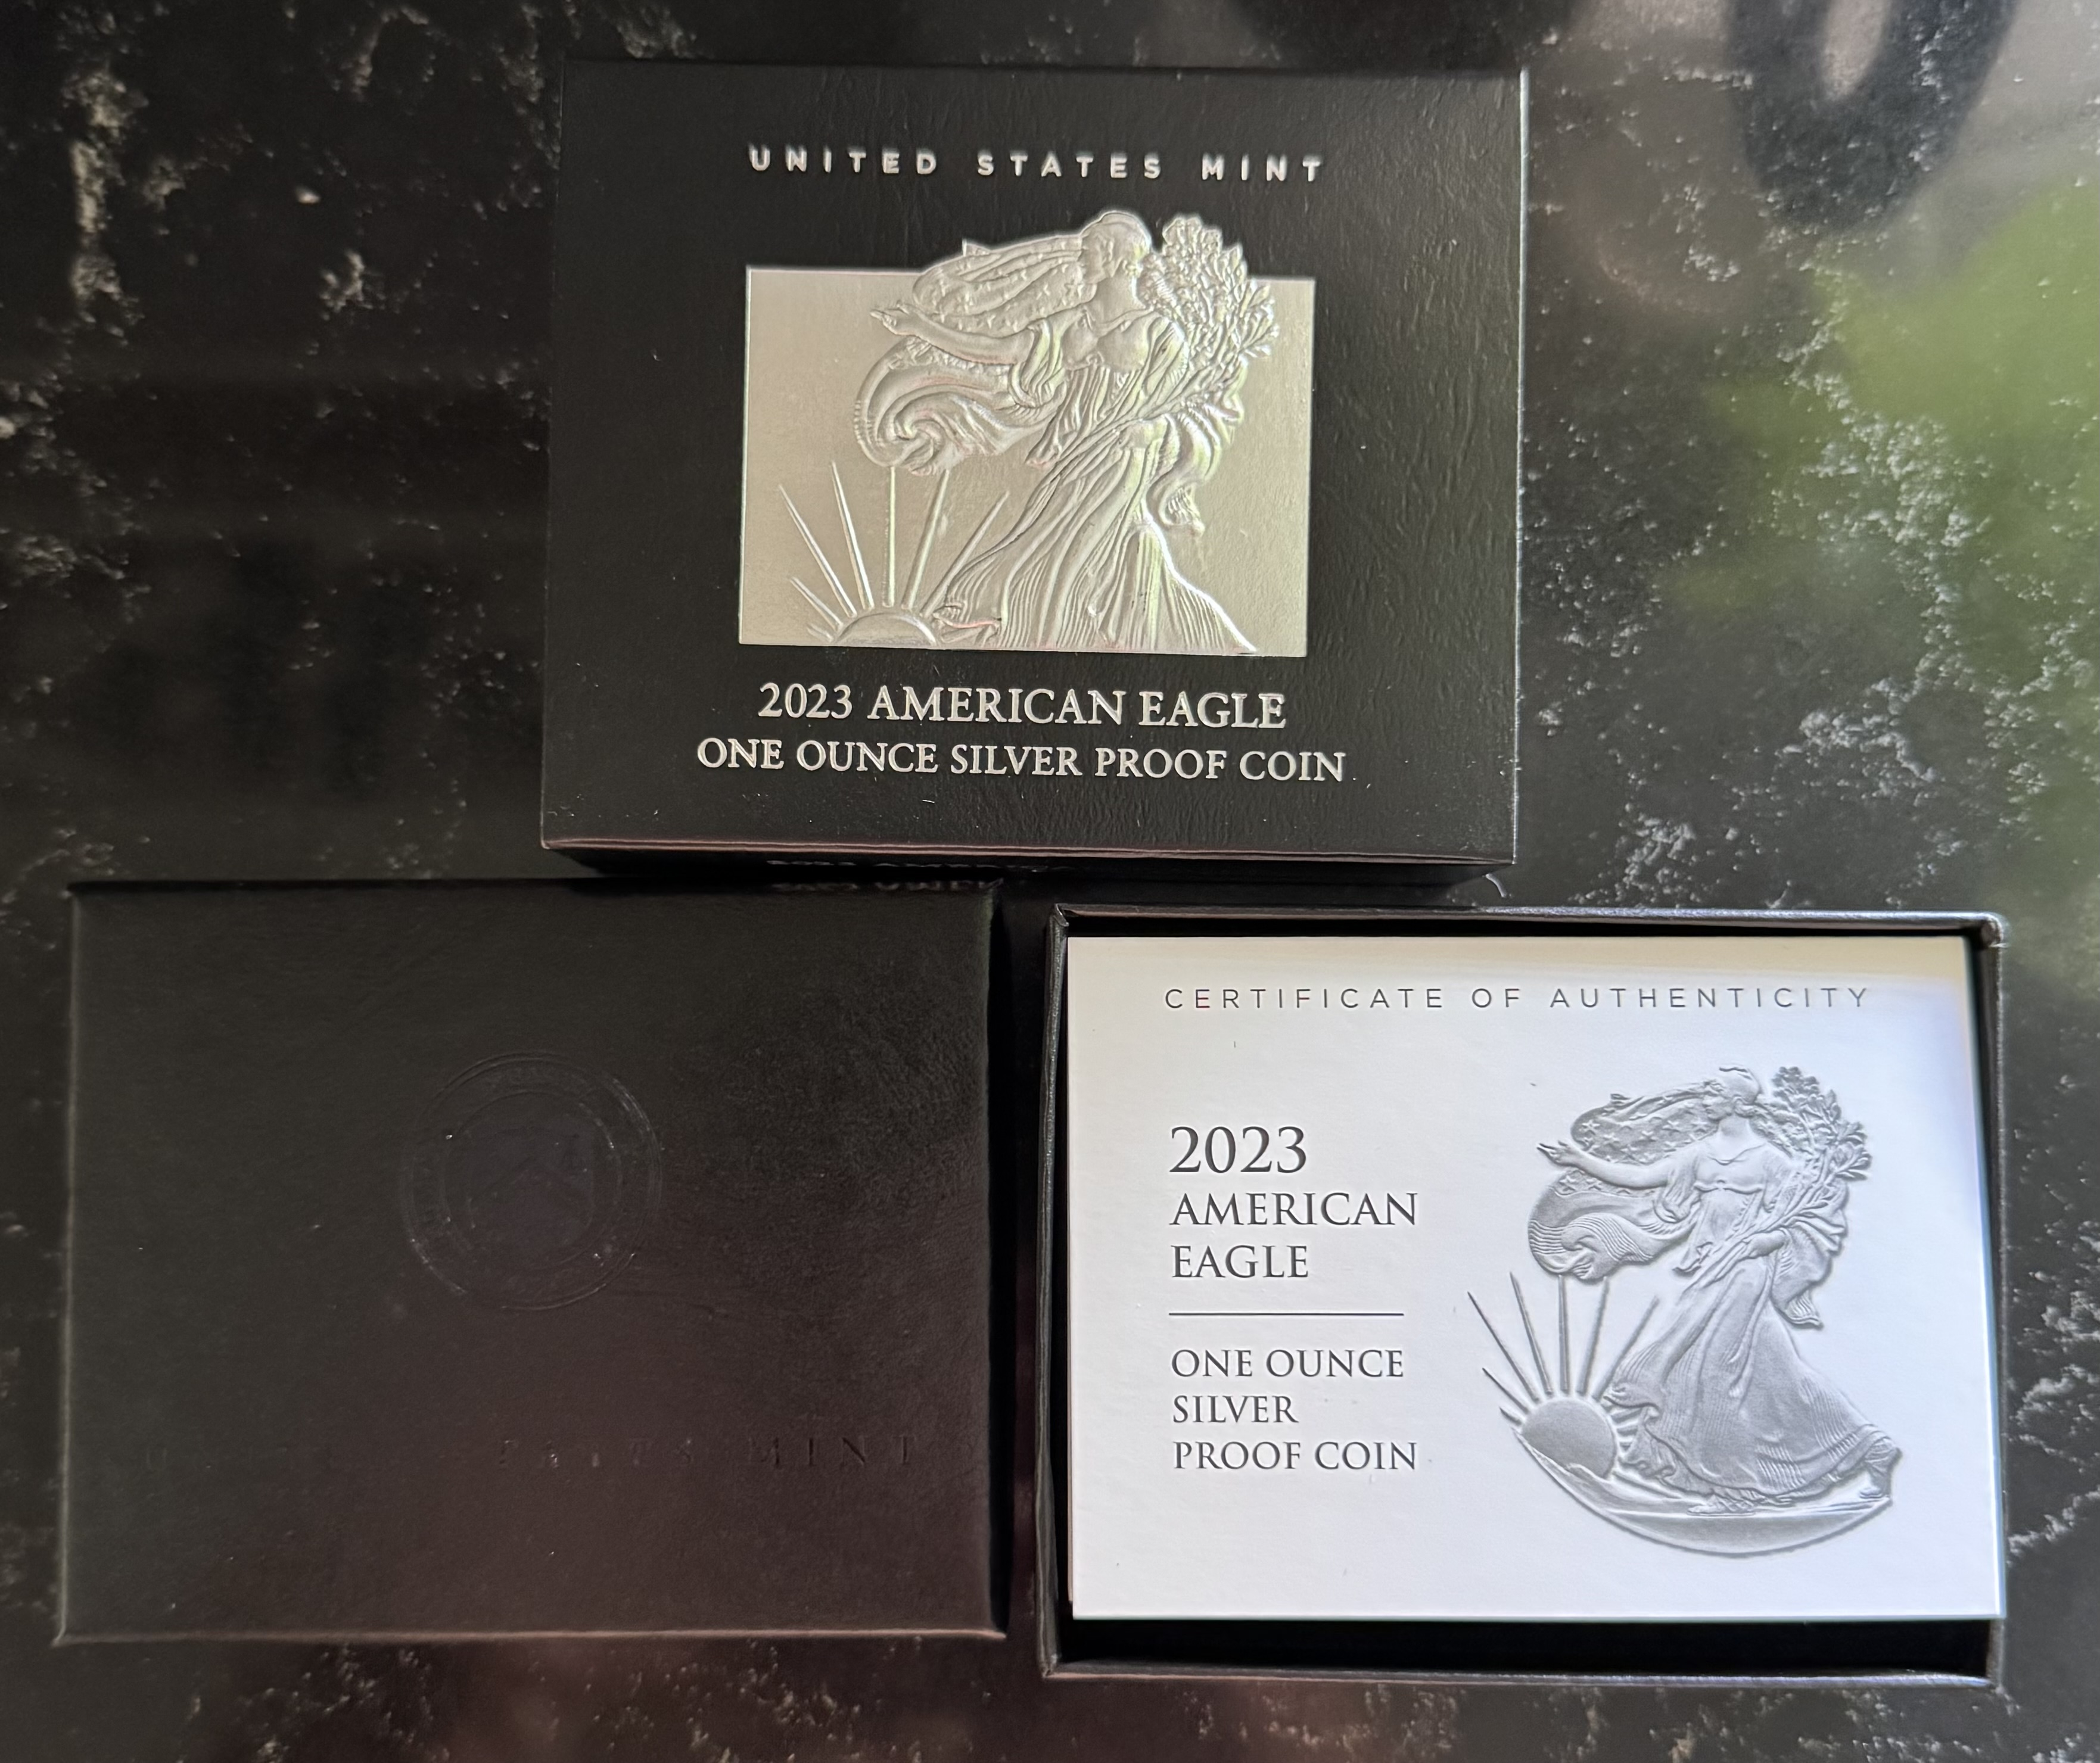 UNITED STATES MINT
2023 AMERICAN EAGLE
ONE OUNCE SILVER PROOF COIN
MINT
CERTIFICATE OF AUTHENTICITY
2023
AMERICAN
EAGLE
ONE OUNCE
SILVER
PROOF COIN